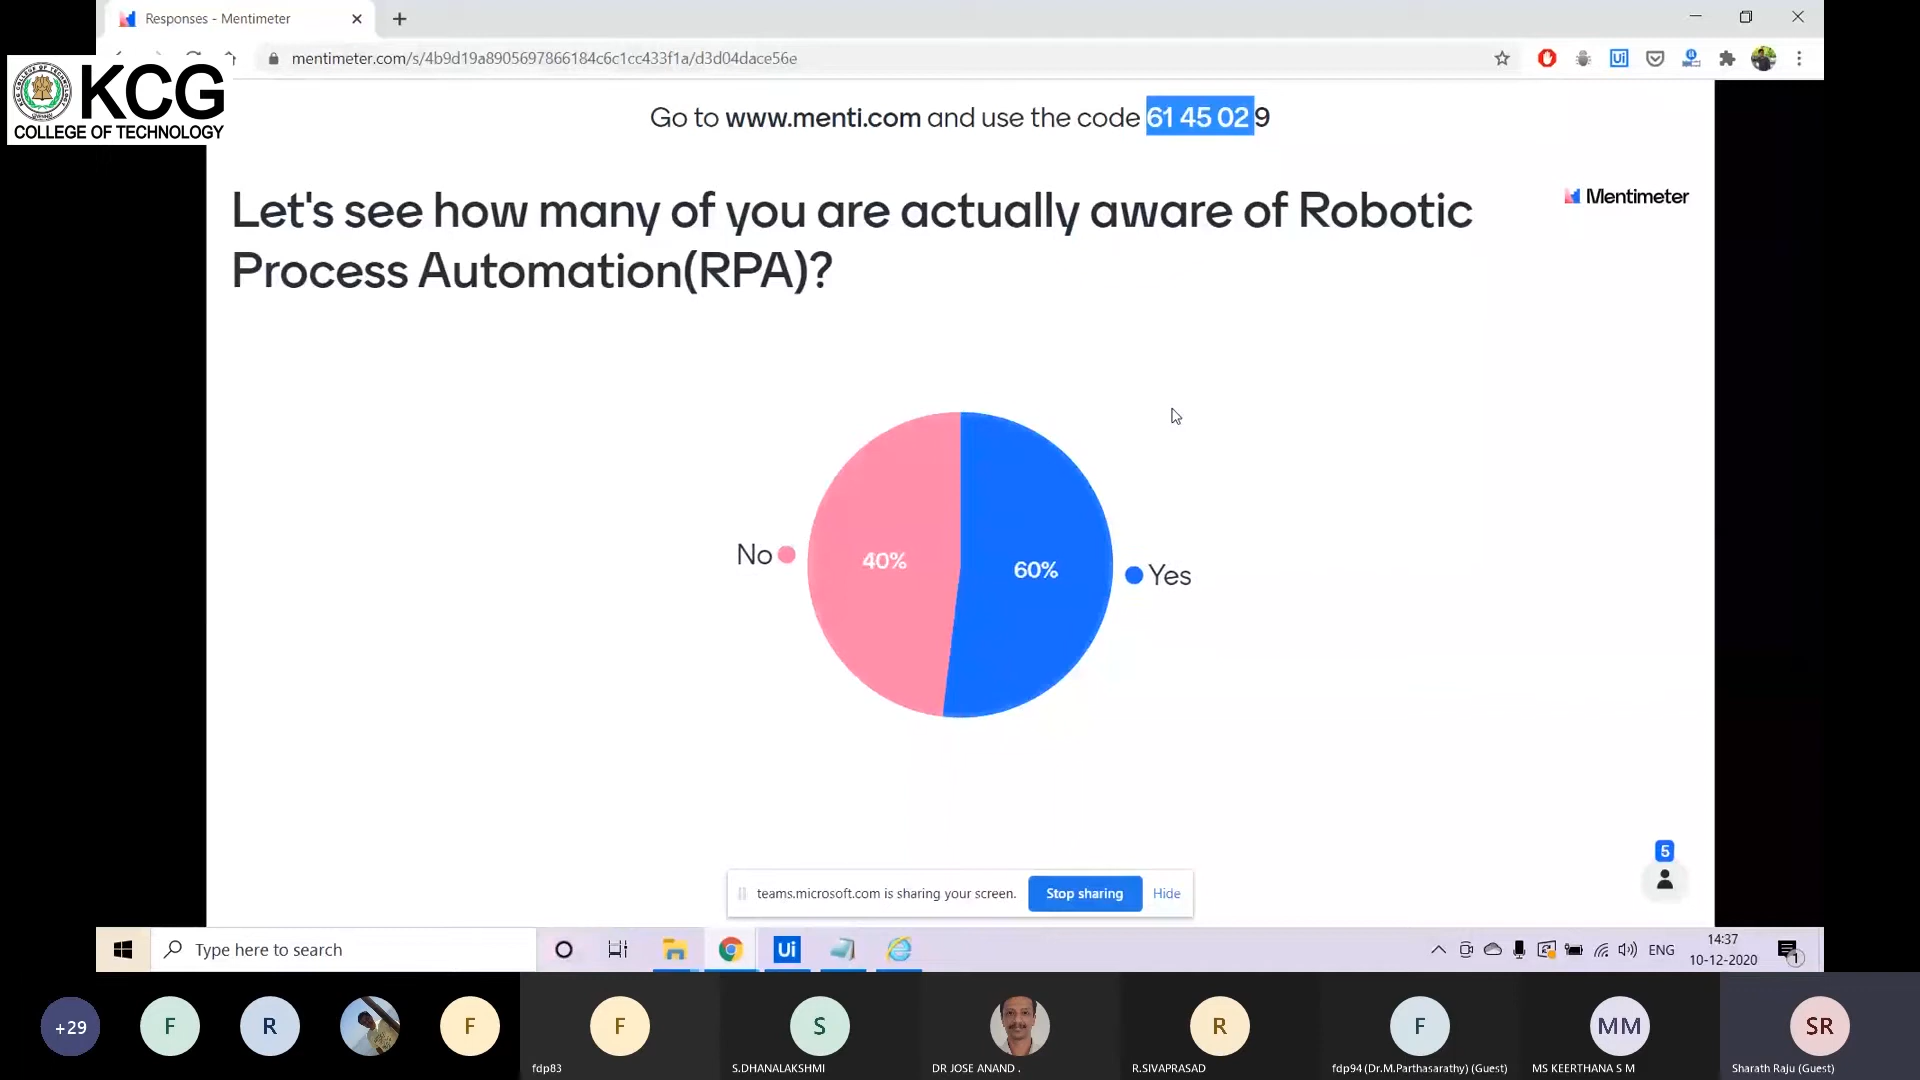 Responses - Mentimeter
mentimeter.com/s/4b9d19a8905697866184c6c1cc433f1a/d3d04dace56e
KCG
COLLEGE OF TECHNOLOGY
Go to www.menti.com and use the code 61 45 02 9
Mentimeter
Let's see how many of you are actually aware of Robotic
Process Automation(RPA)?
No
40%
60%
Yes
5
teams.microsoft.com is sharing your screen. Stop sharing Hide
Type here to search
Ui
ENG
14:37
10-12-2020
1
+29
F
R
F
F
S
R
F
MM
SR
fdp83
S.DHANALAKSHMI
DR JOSE ANAND .
R.SIVAPRASAD
fdp94 (Dr.M.Parthasarathy) (Guest)
MS KEERTHANA S M
Sharath Raju (Guest)